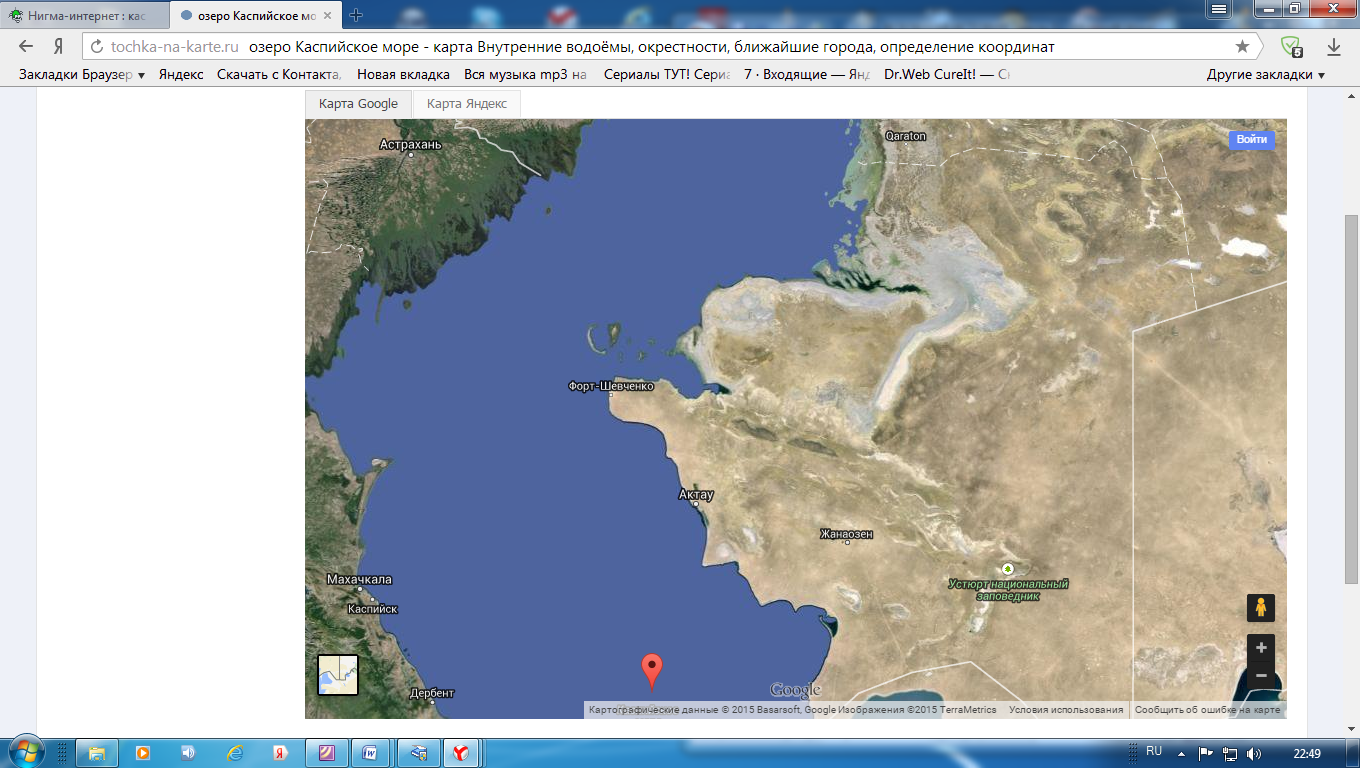 Нигма-интернет : кас
озеро Каспийское мо
tochka-na-karte.ru озеро Каспийское море - карта Внутренние водоёмы, окрестности, ближайшие города, определение координат
5
Закладки Браузер
Яндекс
Скачать с Контакта,
Новая вкладка
Вся музыка mp3 на
Сериалы ТУТ! Сериа
7 · Входящие — Янд
Dr.Web CureIt! — Ск
Другие закладки
Карта Google
Карта Яндекс
Астрахань
Qaraton
Войти
Форт-Шевченко
Актау
Жанаозен
Махачкала
Каспийск
Устюрт национальный
заповедник
Дербент
Google
Картографические данные © 2015 Basarsoft, Google Изображения ©2015 TerraMetrics
Условия использования
Сообщить об ошибке на карте
RU
22:49